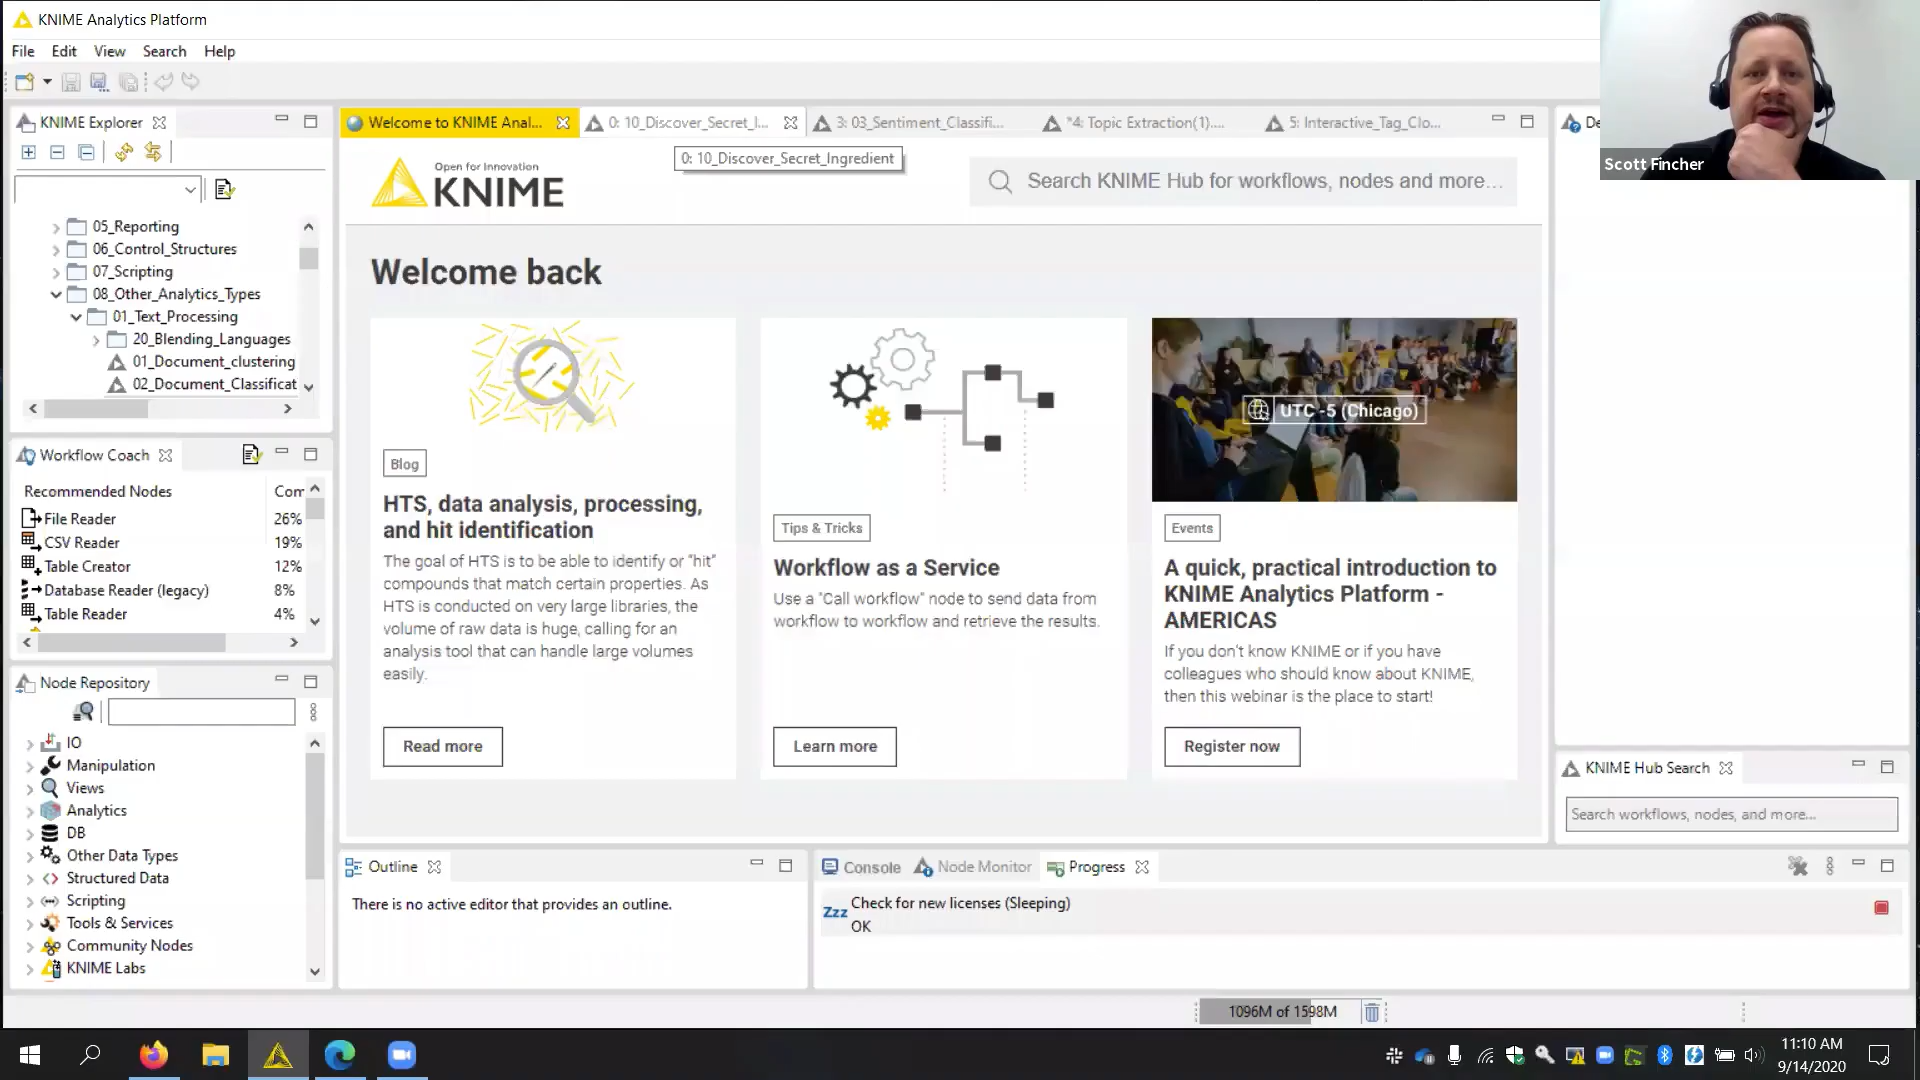 KNIME Analytics Platform
File Edit View Search Help
KNIME Explorer
05_Reporting
06_Control_Structures
07_Scripting
08_Other_Analytics_Types
01_Text_Processing
20_Blending_Languages
01_Document_clustering
02_Document_Classificat
Workflow Coach
Recommended Nodes Com
File Reader 26%
CSV Reader 19%
Table Creator 12%
Database Reader (legacy) 8%
Table Reader 4%
Node Repository
IO
Manipulation
Views
Analytics
DB
Other Data Types
Structured Data
Scripting
Tools & Services
Community Nodes
KNIME Labs
Welcome to KNIME Anal... 0: 10_Discover_Secret_I... 3: 03_Sentiment_Classifi... *4: Topic Extraction(1).... 5: Interactive_Tag_Clo...
0: 10_Discover_Secret_Ingredient
Open for Innovation
KNIME
Search KNIME Hub for workflows, nodes and more...
Welcome back
Blog
HTS, data analysis, processing,
and hit identification
The goal of HTS is to be able to identify or "hit"
compounds that match certain properties. As
HTS is conducted on very large libraries, the
volume of raw data is huge, calling for an
analysis tool that can handle large volumes
easily.
Read more
Tips & Tricks
Workflow as a Service
Use a "Call workflow" node to send data from
workflow to workflow and retrieve the results.
Learn more
UTC -5 (Chicago)
Events
A quick, practical introduction to
KNIME Analytics Platform -
AMERICAS
If you don't know KNIME or if you have
colleagues who should know about KNIME,
then this webinar is the place to start!
Register now
De
Scott Fincher
KNIME Hub Search
Search workflows, nodes, and more...
Outline
There is no active editor that provides an outline.
Console Node Monitor Progress
Zzz Check for new licenses (Sleeping)
OK
1096M of 1598M
11:10 AM
9/14/2020